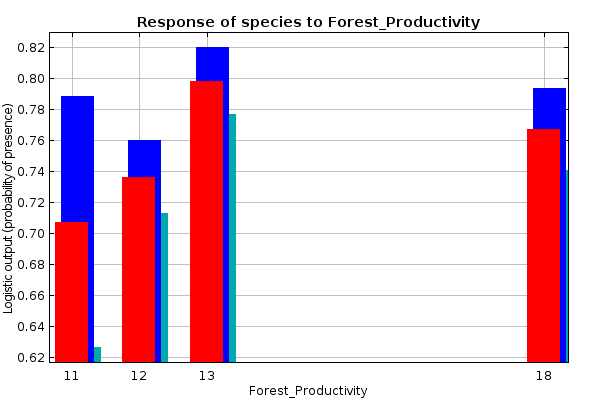 Response of species to Forest_Productivity
Logistic output (probability of presence)
0.82
0.80
0.78
0.76
0.74
0.72
0.70
0.68
0.66
0.64
0.62
11 12 13 18
Forest_Productivity